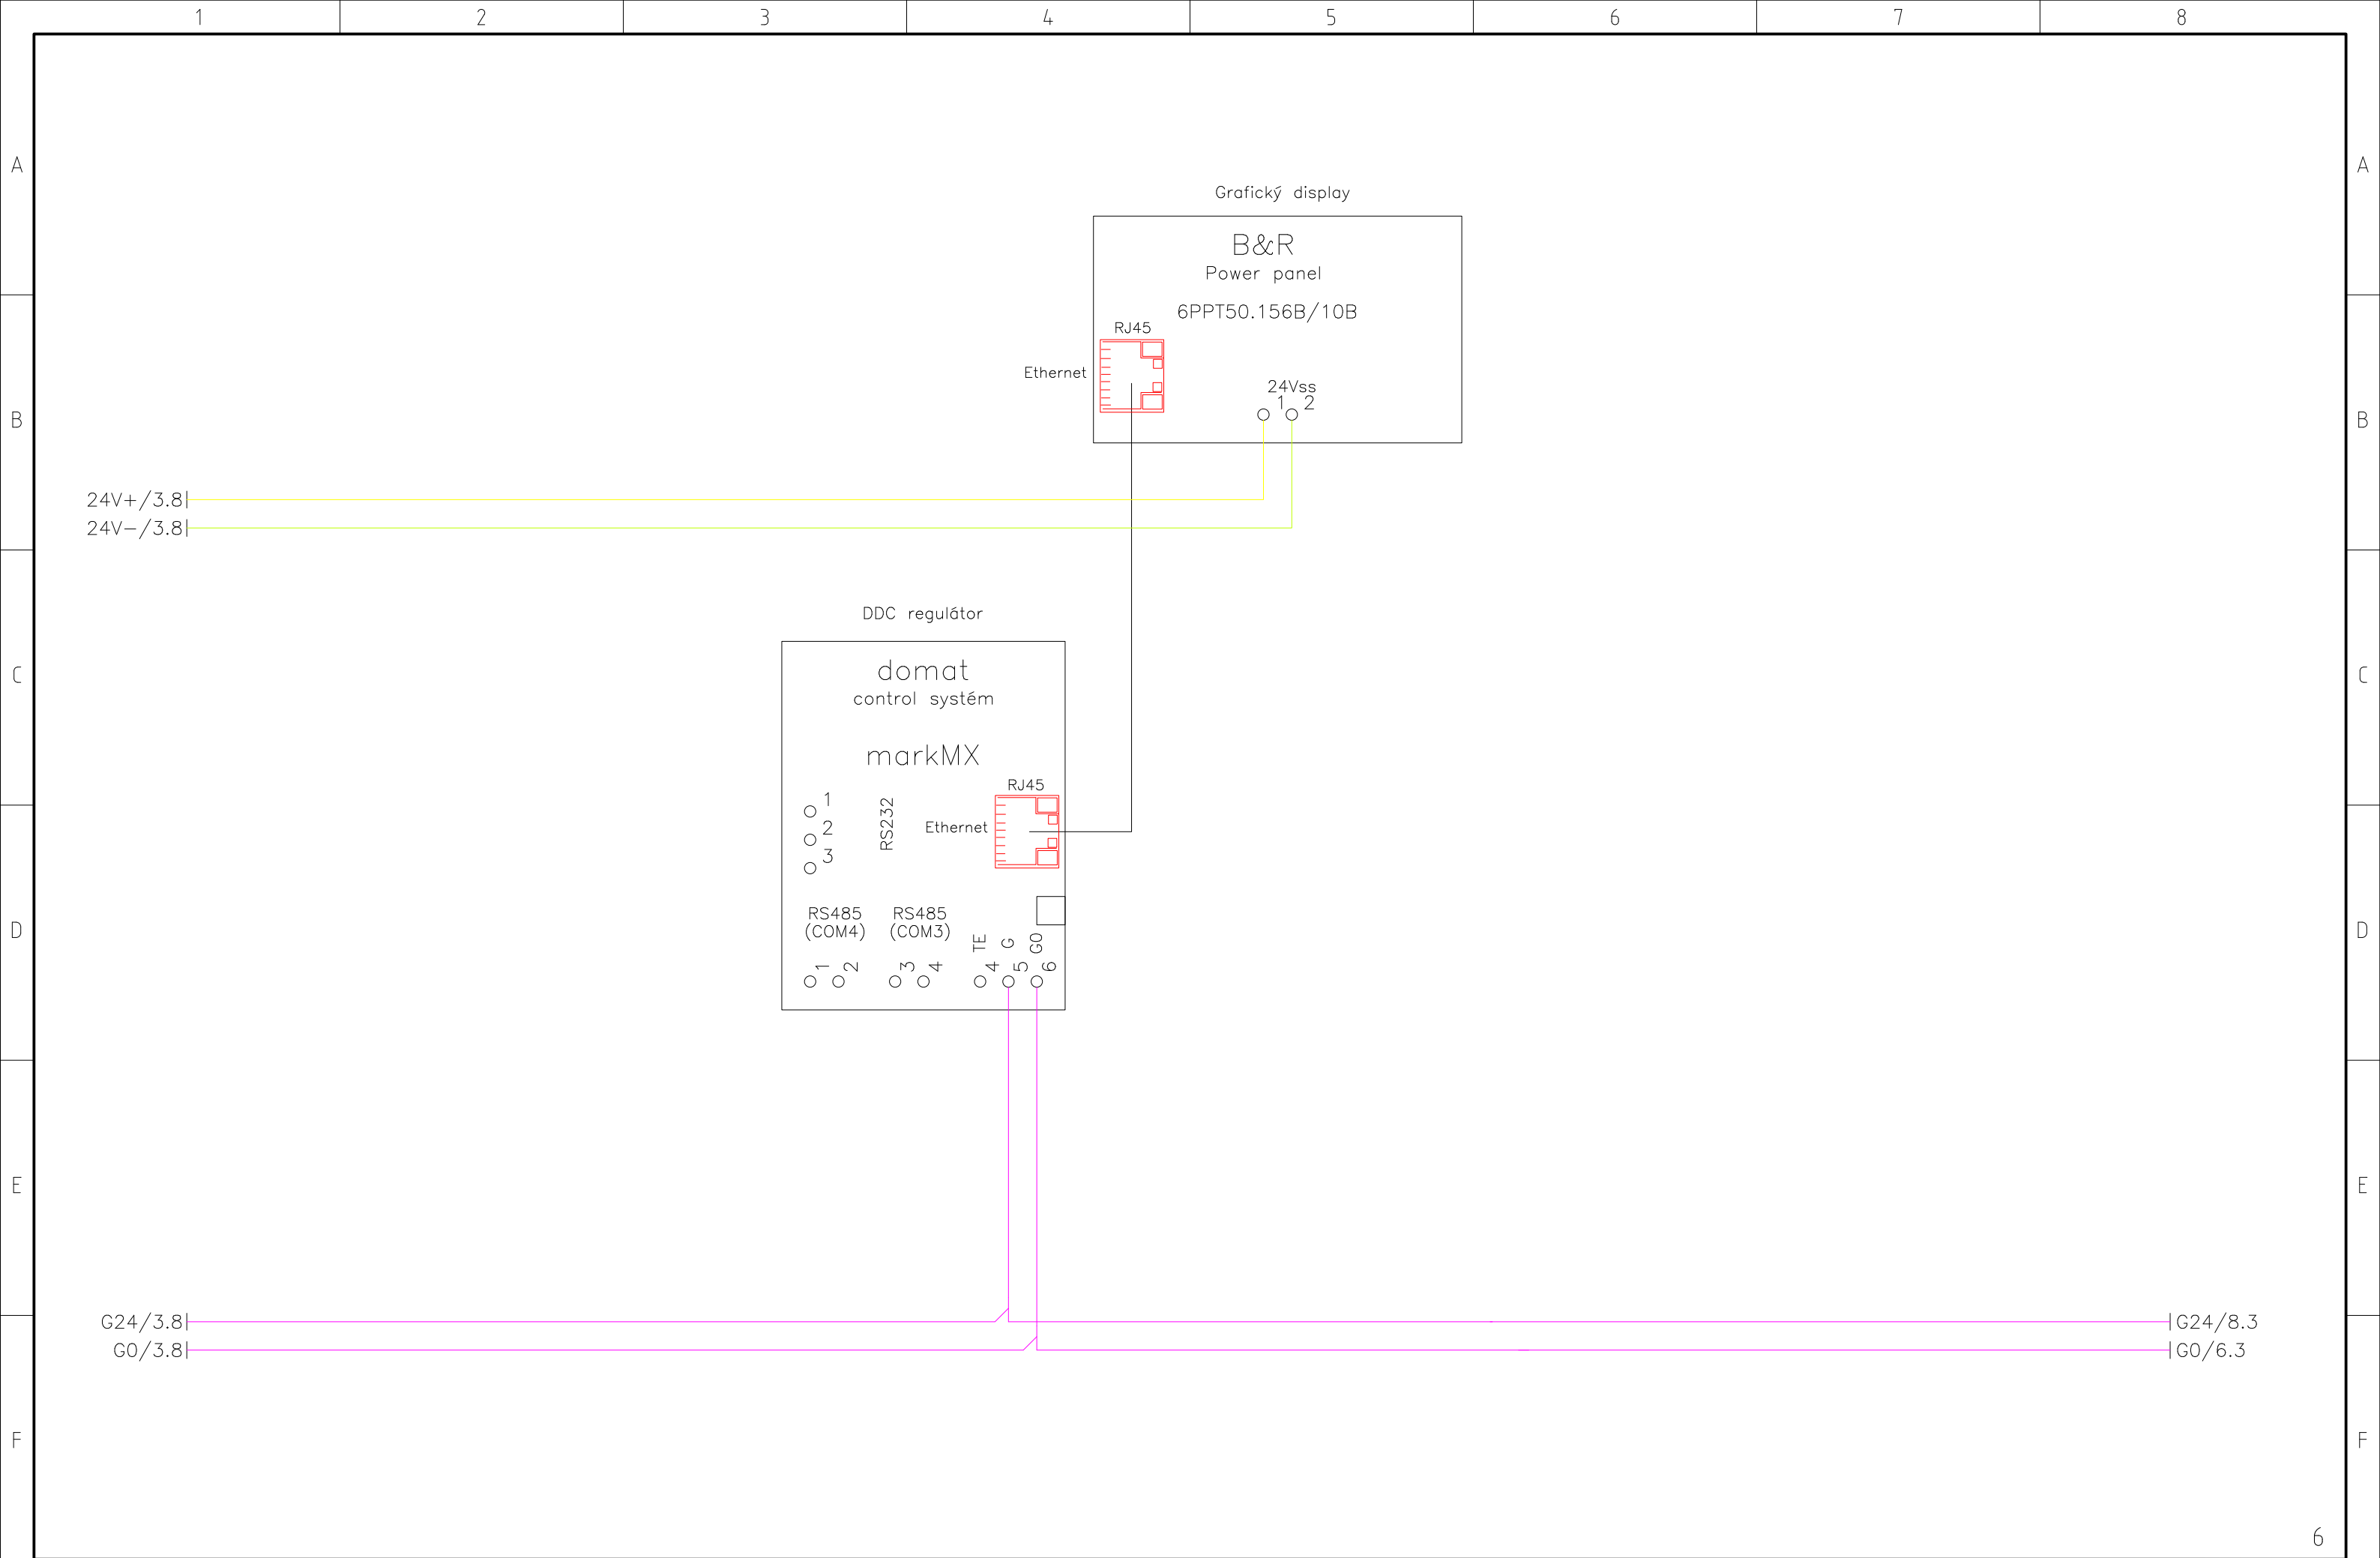 1 2 3 4 5 6 7 8
A A
Grafický display
B&R
Power panel
6PPT50.156B/10B
RJ45
Ethernet
24Vss
1 2
B B
24V+/3.8
24V-/3.8
DDC regulátor
domat
control systém
C C
markMX
RJ45
1
2
3
RS232
Ethernet
RS485
(COM4)
RS485
(COM3)
TE G G0
D D
1 2 3 4 4 5 6
E E
G24/3.8 G24/8.3
G0/3.8 G0/6.3
F F
6